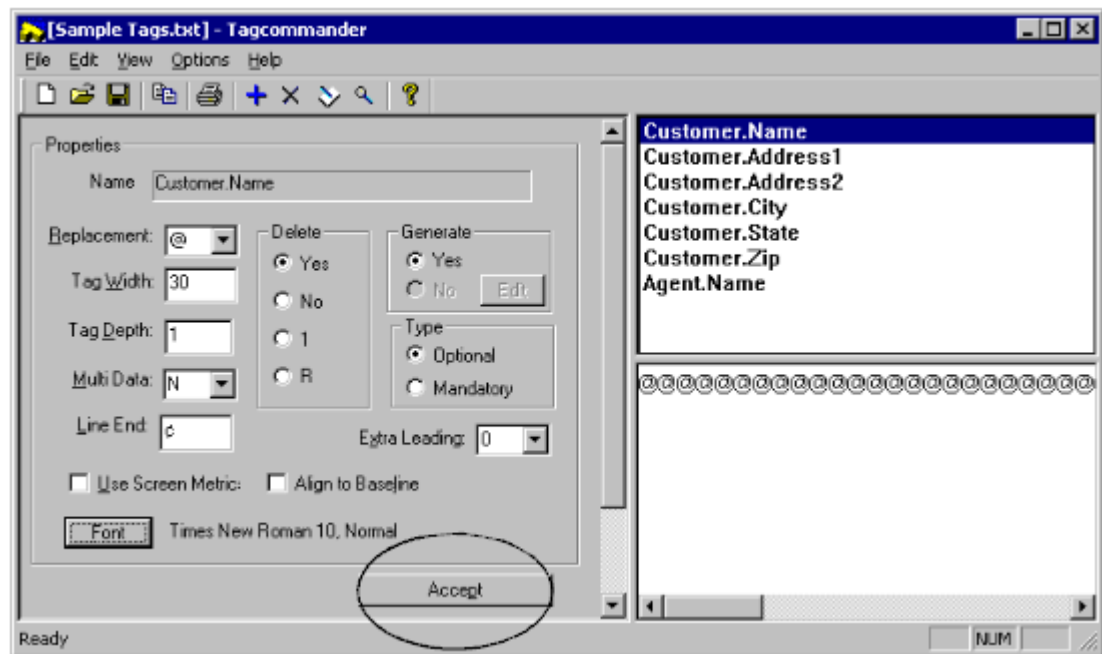 [Sample Tags.txt] - Tagcommander
File Edit View Options Help
Properties
Name Customer.Name
Replacement: @
Tag Width: 30
Tag Depth: 1
Multi Data: N
Line End: ¢
Delete
Yes
No
1
R
Generate
Yes
No Edt
Type
Optional
Mandatory
Extra Leading: 0
Use Screen Metric:
Align to Baseline
Font Times New Roman 10, Normal
Accept
Customer.Name
Customer.Address1
Customer.Address2
Customer.City
Customer.State
Customer.Zip
Agent.Name
@@@@@@@@@@@@@@@@@@@@@@@@@
Ready
NUM